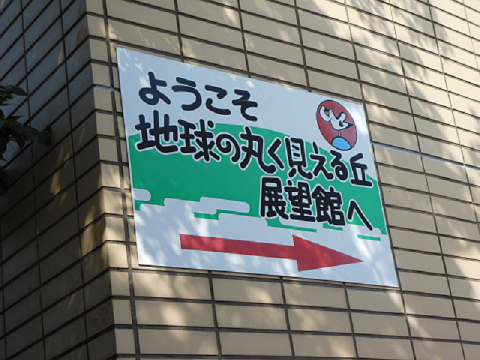 ようこそ
地球の丸く見える丘
展望館へ